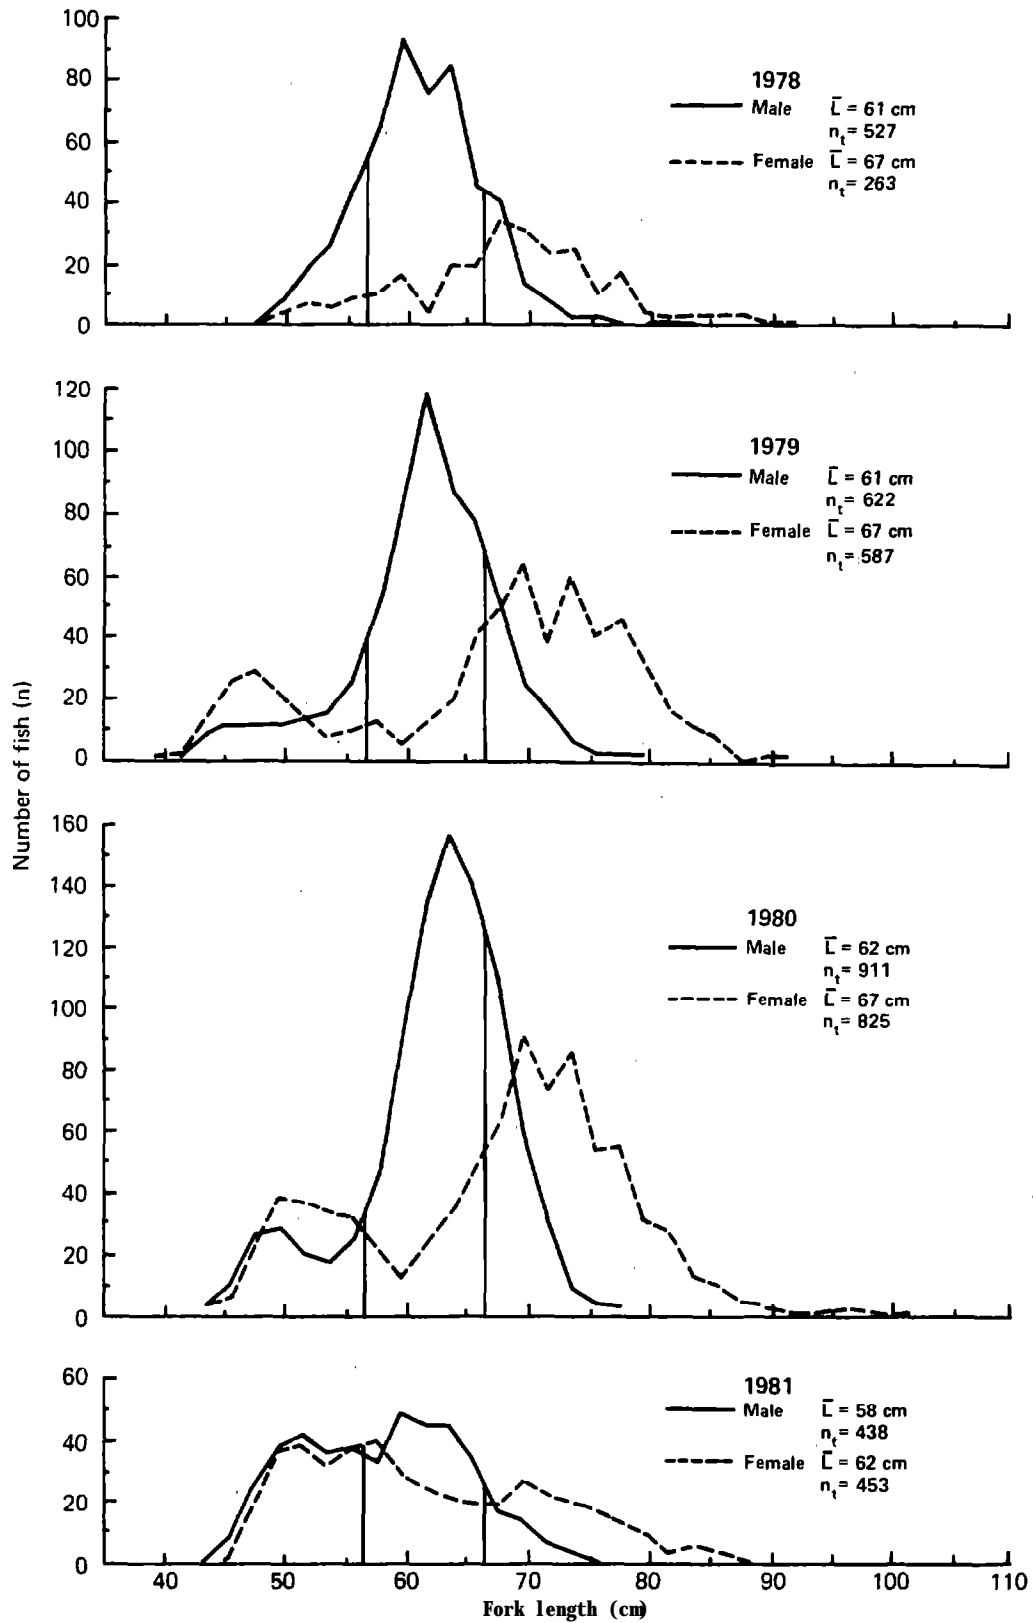 Number of fish (n)
100
80
60
40
20
0
1978
Male L̄ = 61 cm
nt= 527
Female L̄ = 67 cm
nt= 263
120
100
80
60
40
20
0
1979
Male L̄ = 61 cm
nt= 622
Female L̄ = 67 cm
nt= 587
160
140
120
100
80
60
40
20
0
1980
Male L̄ = 62 cm
nt= 911
Female L̄ = 67 cm
nt= 825
60
40
20
0
1981
Male L̄ = 58 cm
nt= 438
Female L̄ = 62 cm
nt= 453
40 50 60 70 80 90 100 110
Fork length (cm)